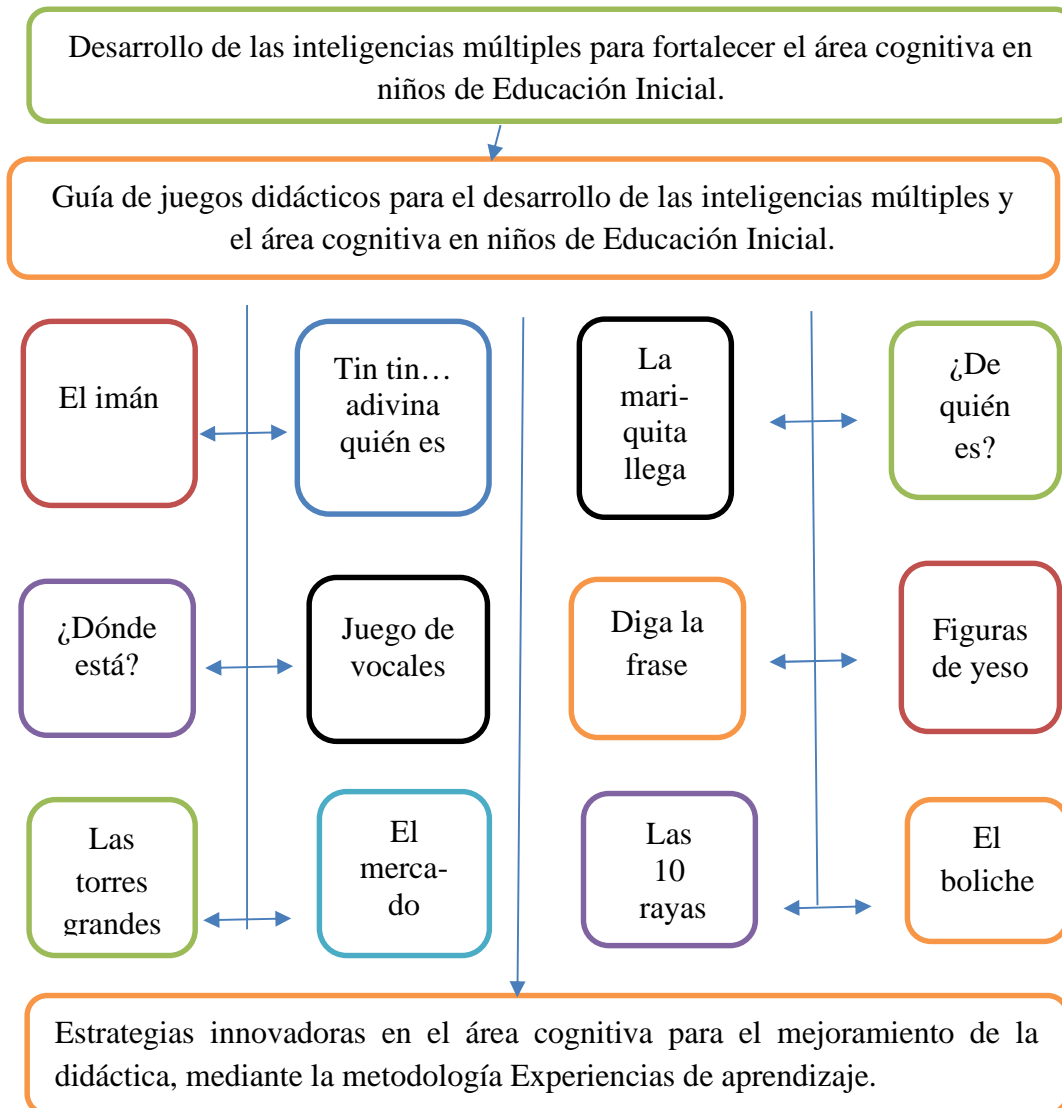 Desarrollo de las inteligencias múltiples para fortalecer el área cognitiva en
niños de Educación Inicial.
Guía de juegos didácticos para el desarrollo de las inteligencias múltiples y
el área cognitiva en niños de Educación Inicial.
El imán
Tin tin…
adivina
quién es
La
mari-
quita
llega
¿De
quién
es?
¿Dónde
está?
Juego de
vocales
Diga la
frase
Figuras
de yeso
Las
torres
grandes
El
merca-
do
Las
10
rayas
El
boliche
Estrategias innovadoras en el área cognitiva para el mejoramiento de la
didáctica, mediante la metodología Experiencias de aprendizaje.